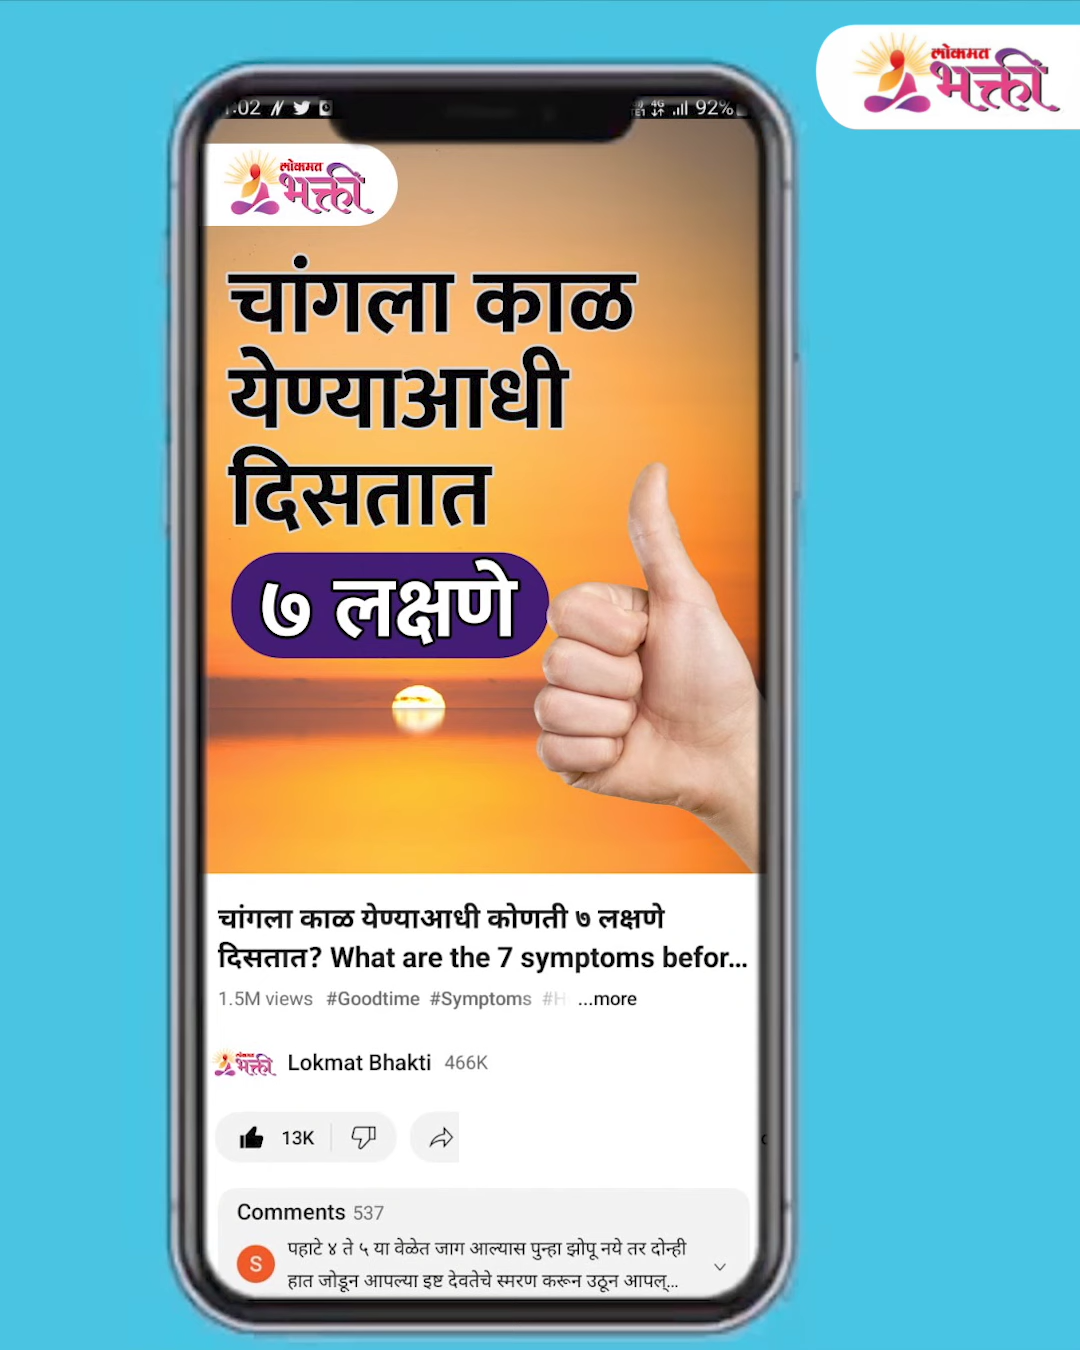 लोकमत
भक्ती
:02
4G
92%
लोकमत
भक्ती
चांगला काळ
येण्याआधी
दिसतात
७ लक्षणे
चांगला काळ येण्याआधी कोणती ७ लक्षणे
दिसतात? What are the 7 symptoms befor...
1.5M views #Goodtime #Symptoms #H ...more
भक्ती Lokmat Bhakti 466K
13K
Comments 537
S
पहाटे ४ ते ५ या वेळेत जाग आल्यास पुन्हा झोपू नये तर दोन्ही
हात जोडून आपल्या इष्ट देवतेचे स्मरण करून उठून आपल्...